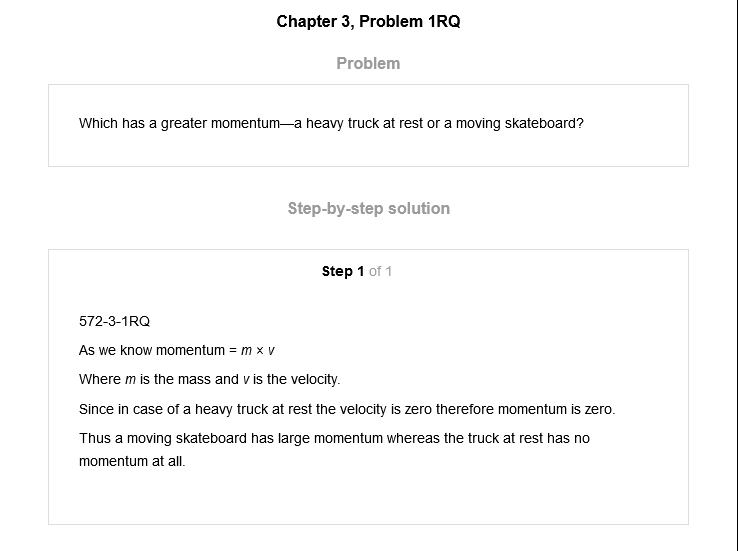 Chapter 3, Problem 1RQ
Problem
Which has a greater momentum—a heavy truck at rest or a moving skateboard?
Step-by-step solution
Step 1 of 1
572-3-1RQ
As we know momentum = m × v
Where m is the mass and v is the velocity.
Since in case of a heavy truck at rest the velocity is zero therefore momentum is zero.
Thus a moving skateboard has large momentum whereas the truck at rest has no
momentum at all.